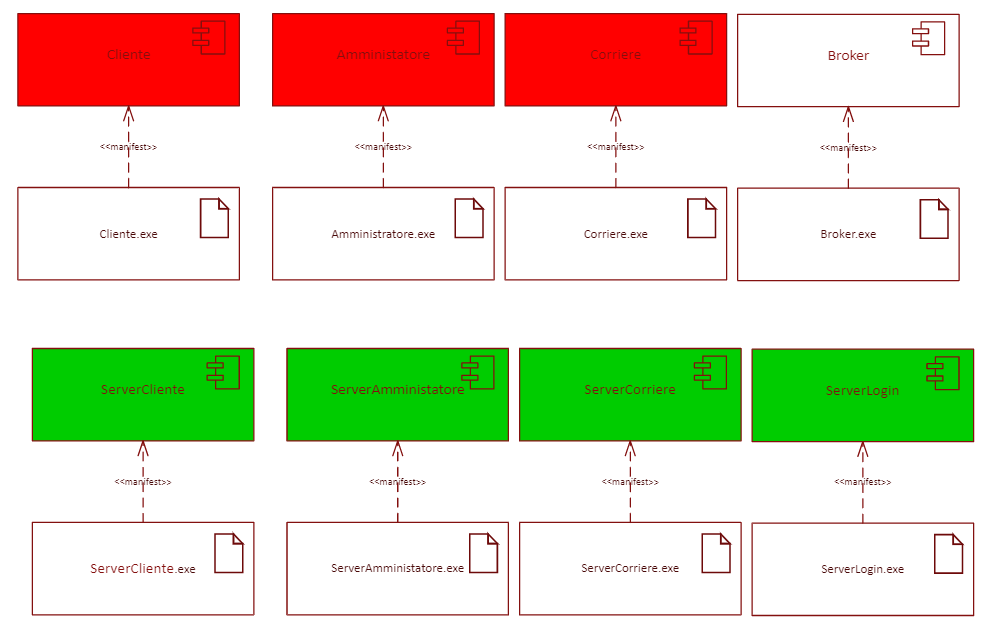 Cliente
Amministatore
Corriere
Broker
<<manifest>>
<<manifest>>
<<manifest>>
<<manifest>>
Cliente.exe
Amministratore.exe
Corriere.exe
Broker.exe
ServerCliente
ServerAmministatore
ServerCorriere
ServerLogin
<<manifest>>
<<manifest>>
<<manifest>>
<<manifest>>
ServerCliente.exe
ServerAmministatore.exe
ServerCorriere.exe
ServerLogin.exe